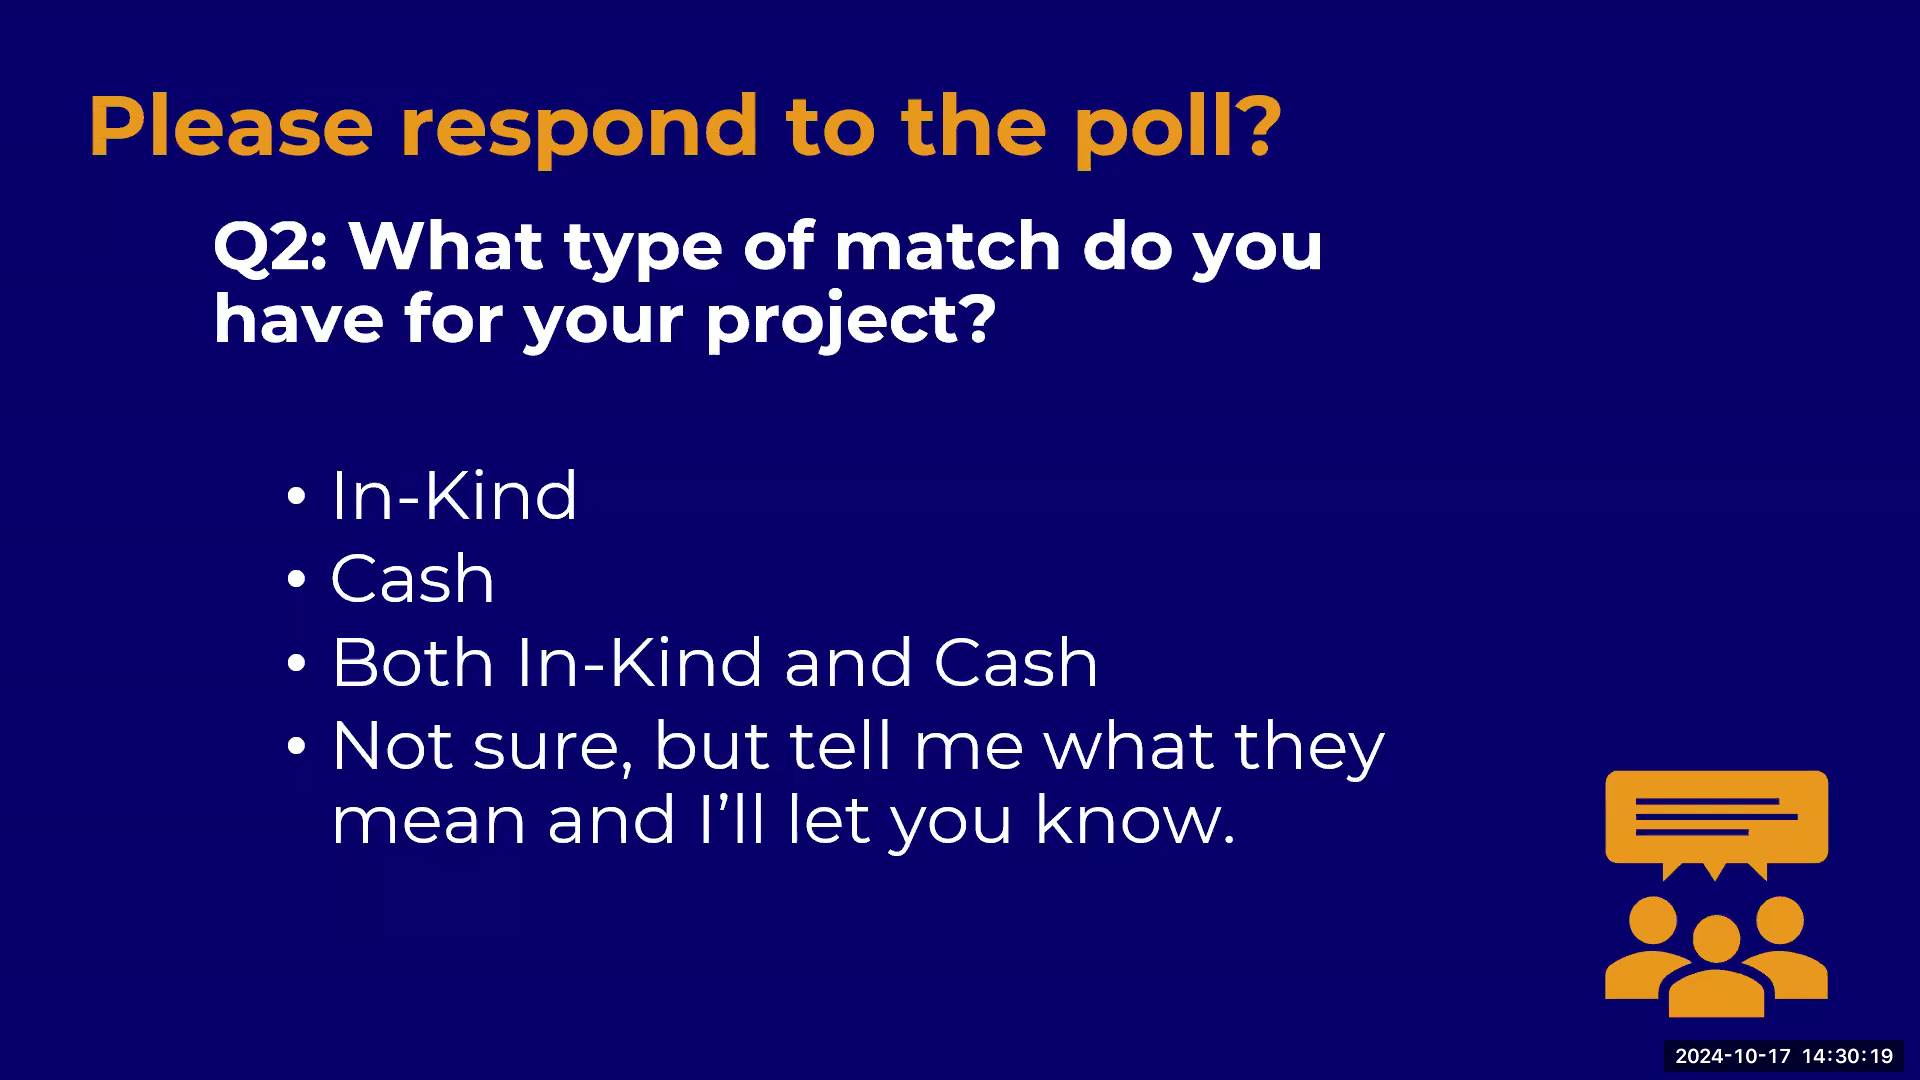 Please respond to the poll?
Q2: What type of match do you
have for your project?
• In-Kind
• Cash
• Both In-Kind and Cash
• Not sure, but tell me what they
mean and I’ll let you know.
2024-10-17 14:30:19